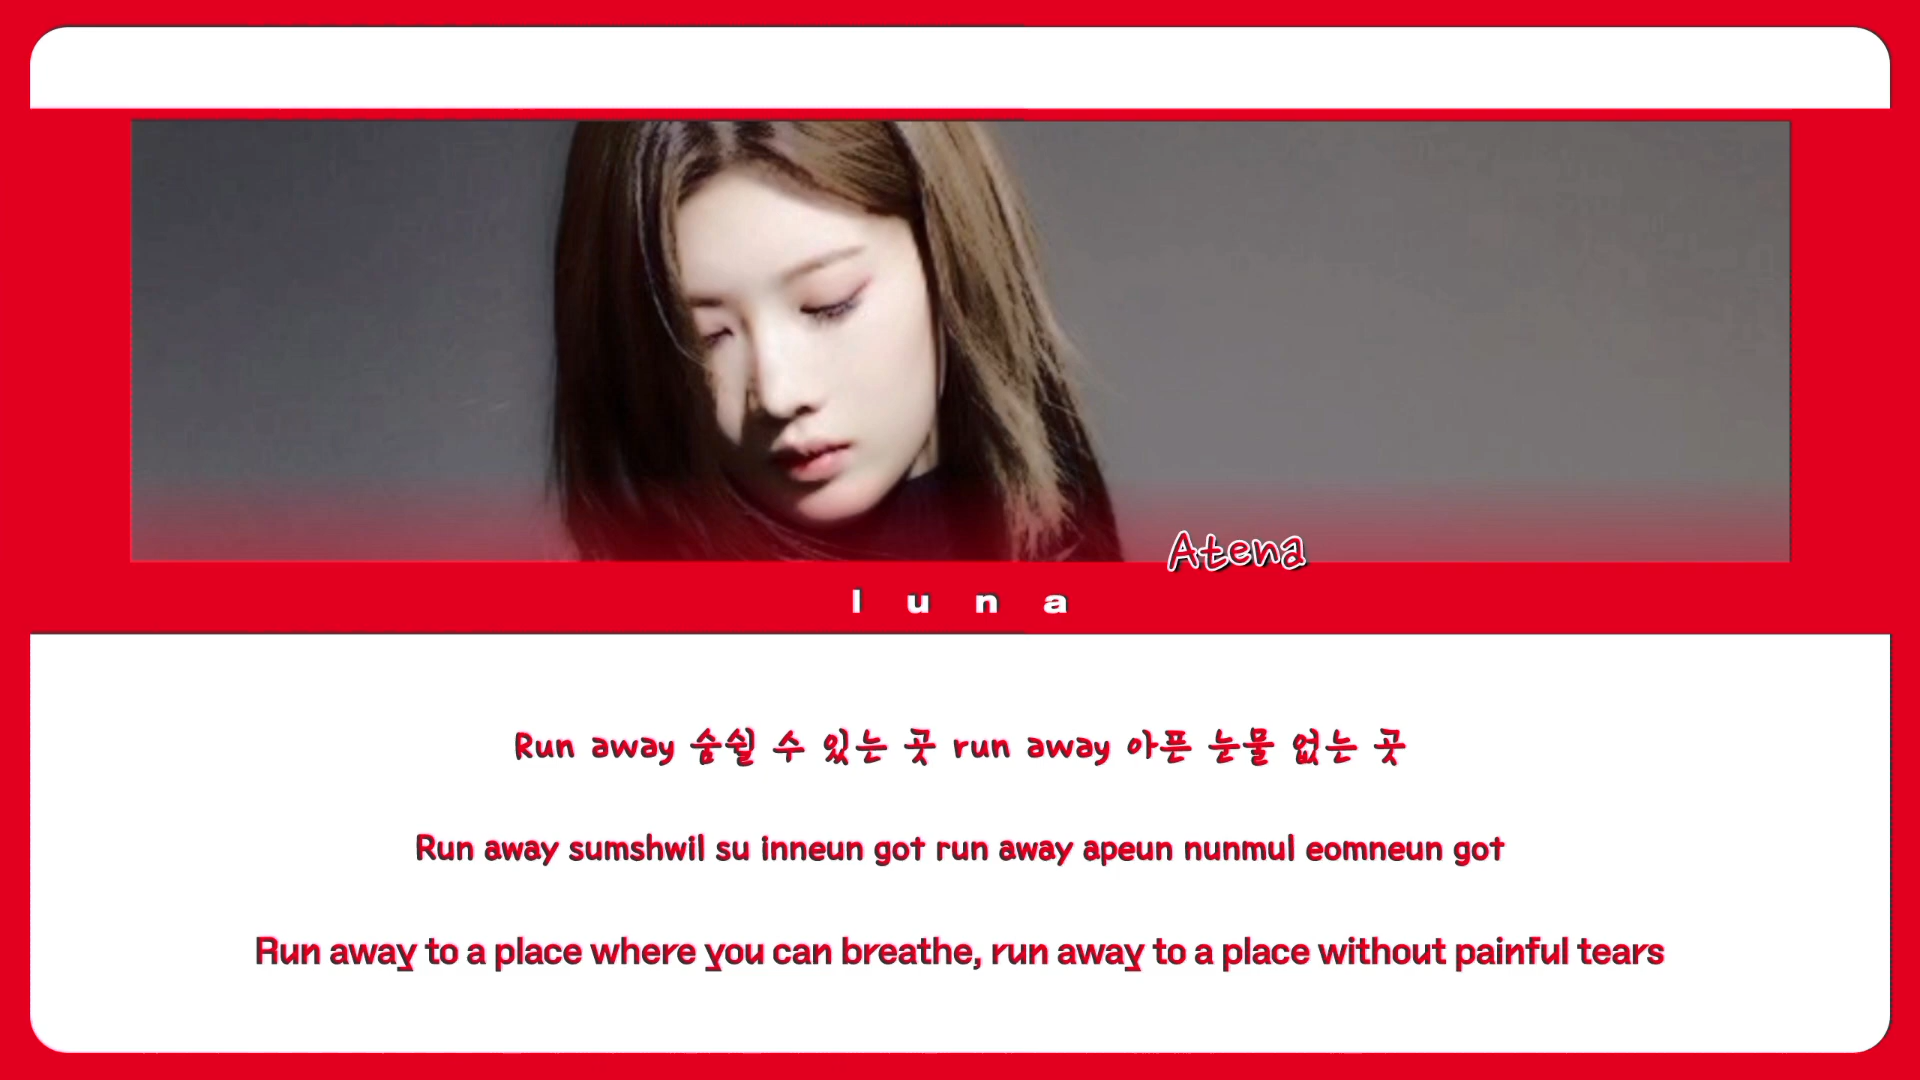 Atena
luna
Run away 숨쉴 수 있는 곳 run away 아픈 눈물 없는 곳
Run away sumshwil su inneun got run away apeun nunmul eomneun got
Run away to a place where you can breathe, run away to a place without painful tears